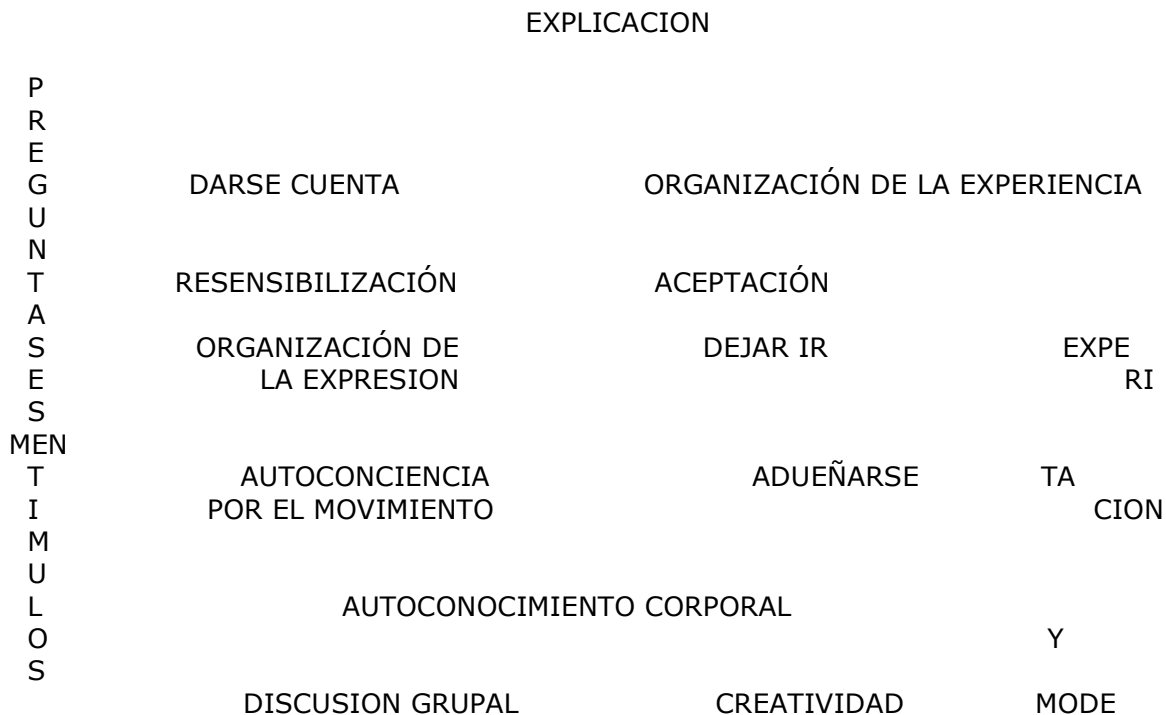 EXPLICACION
P
R
E
G DARSE CUENTA ORGANIZACIÓN DE LA EXPERIENCIA
U
N
T RESENSIBILIZACIÓN ACEPTACIÓN
A
S ORGANIZACIÓN DE DEJAR IR EXPE
E LA EXPRESION RI
S
MEN
T AUTOCONCIENCIA ADUEÑARSE TA
I POR EL MOVIMIENTO CION
M
U
L AUTOCONOCIMIENTO CORPORAL
O Y
S
DISCUSION GRUPAL CREATIVIDAD MODE